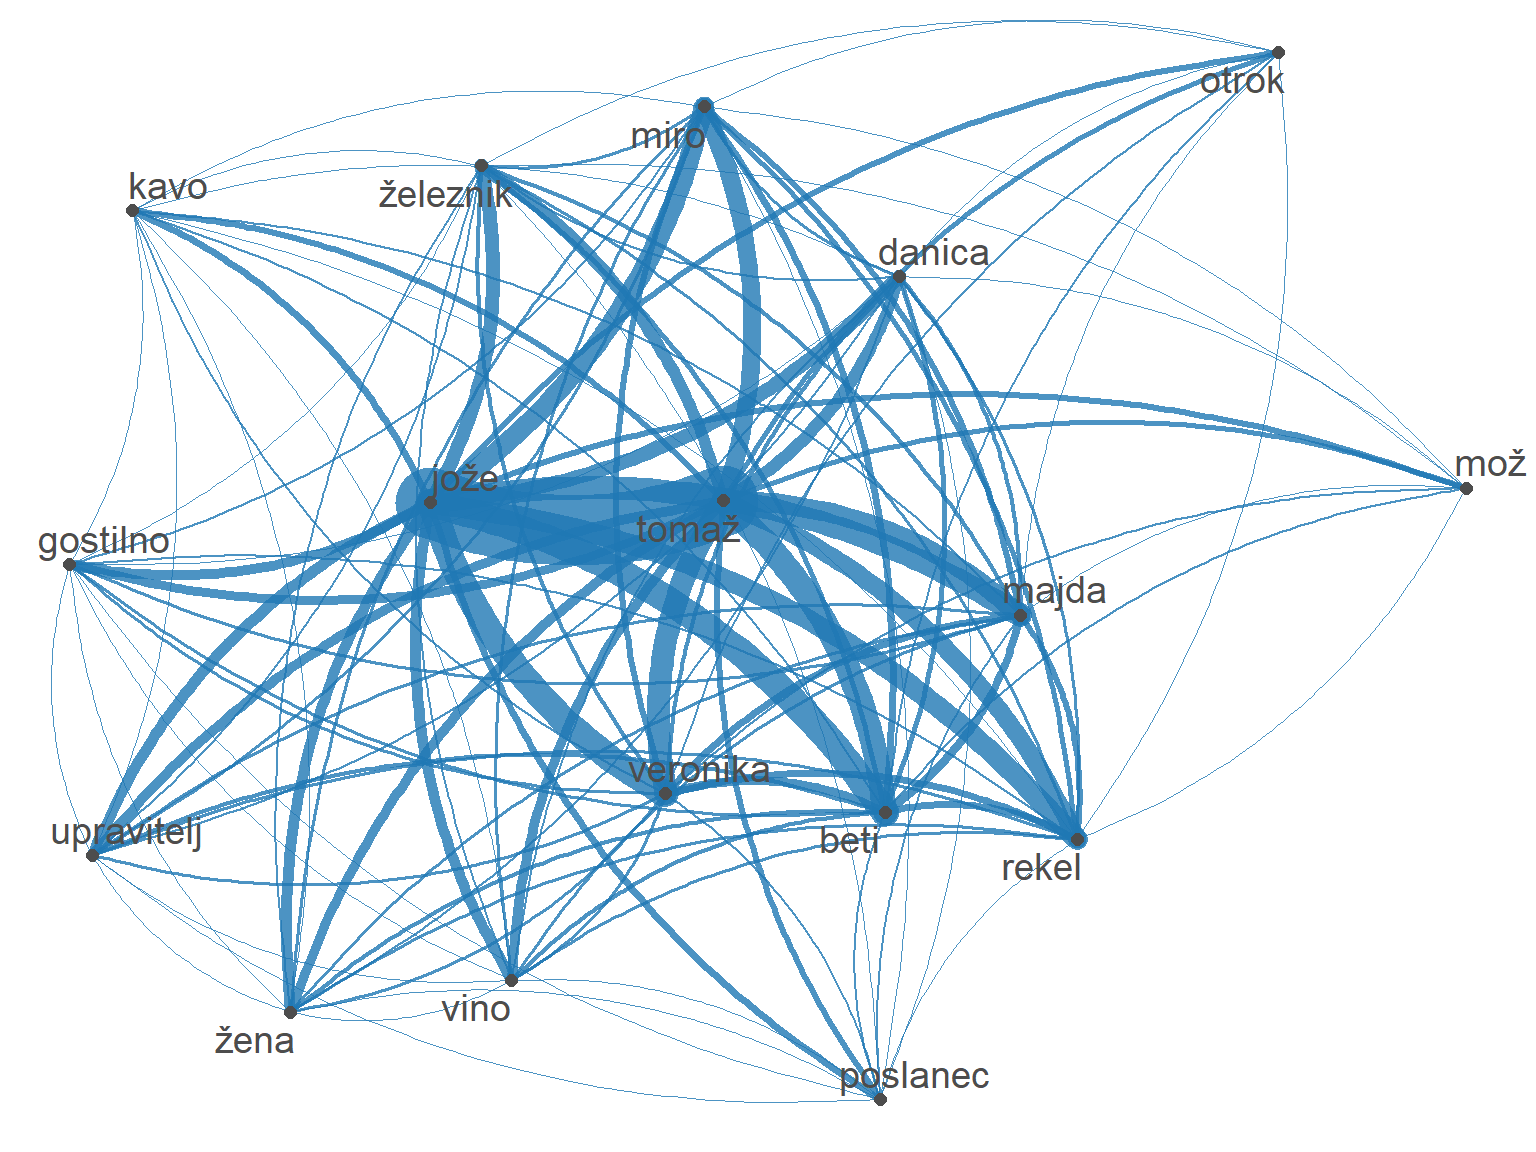 otrok
miro
kavo
železnik
danica
mož
jože
tomaž
gostilno
majda
veronika
upravitelj
beti
rekel
vino
žena
poslanec